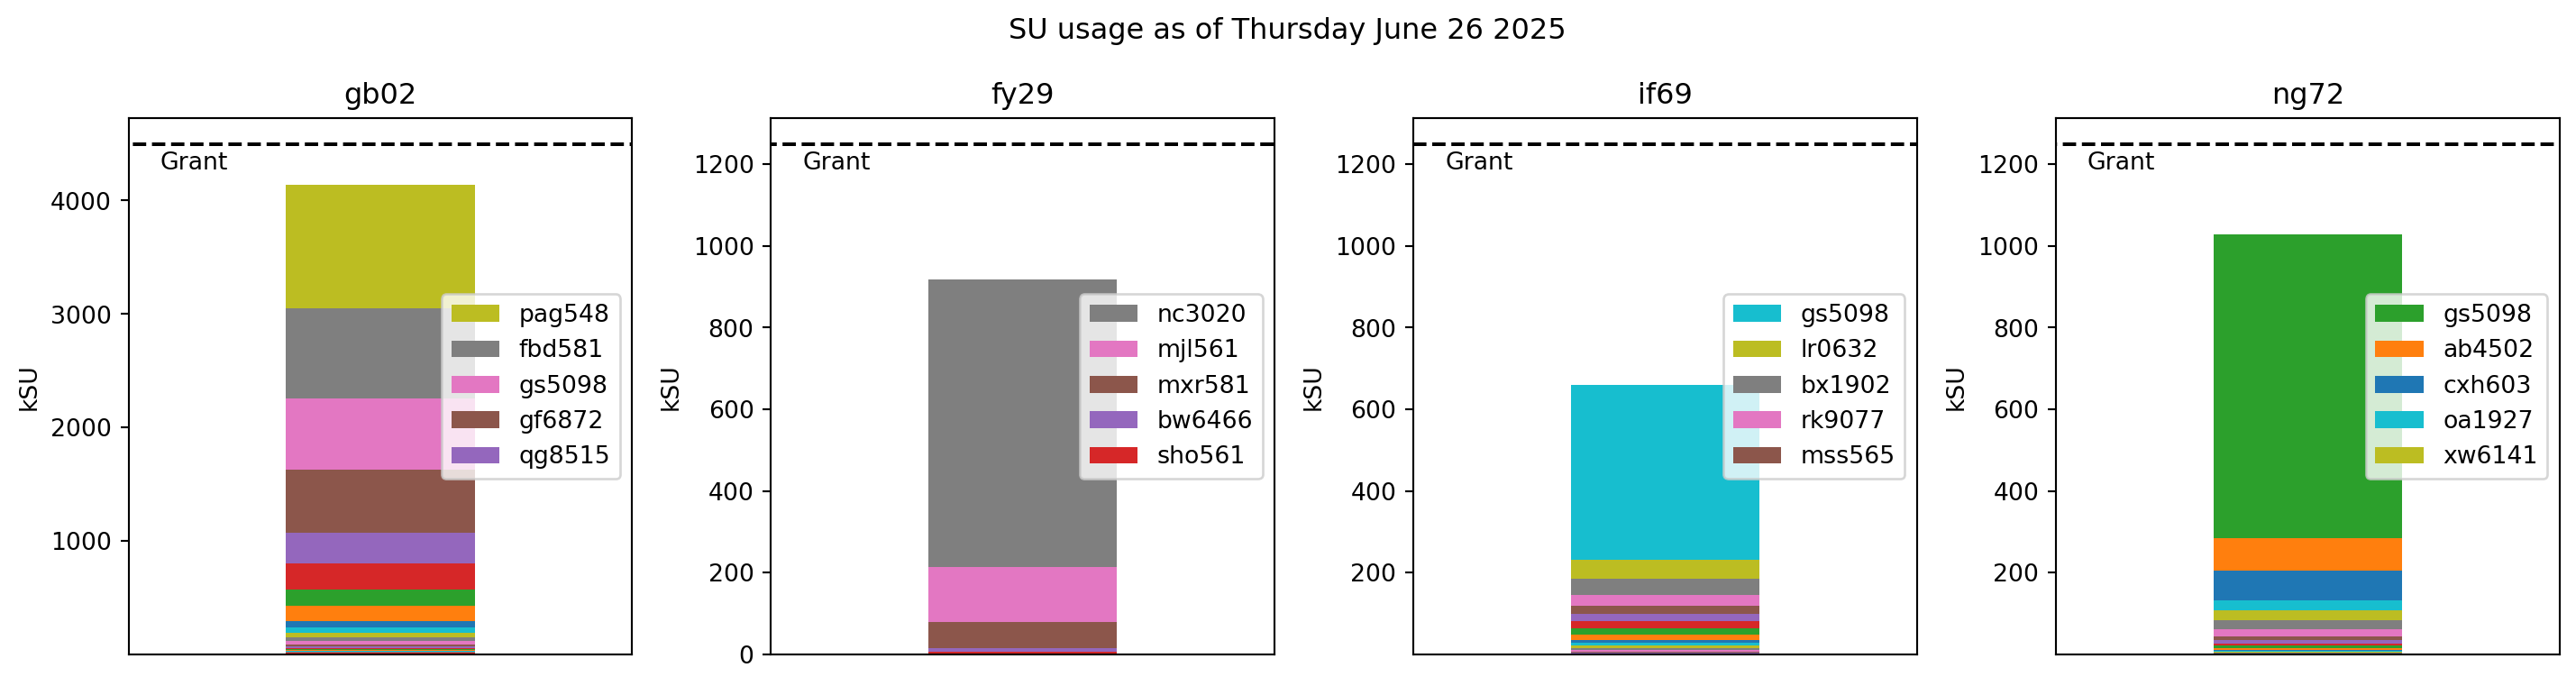 SU usage as of Thursday June 26 2025
gb02
kSU
4000
3000
2000
1000
Grant
pag548
fbd581
gs5098
gf6872
qg8515
fy29
kSU
1200
1000
800
600
400
200
0
Grant
nc3020
mjl561
mxr581
bw6466
sho561
if69
kSU
1200
1000
800
600
400
200
Grant
gs5098
lr0632
bx1902
rk9077
mss565
ng72
kSU
1200
1000
800
600
400
200
Grant
gs5098
ab4502
cxh603
oa1927
xw6141